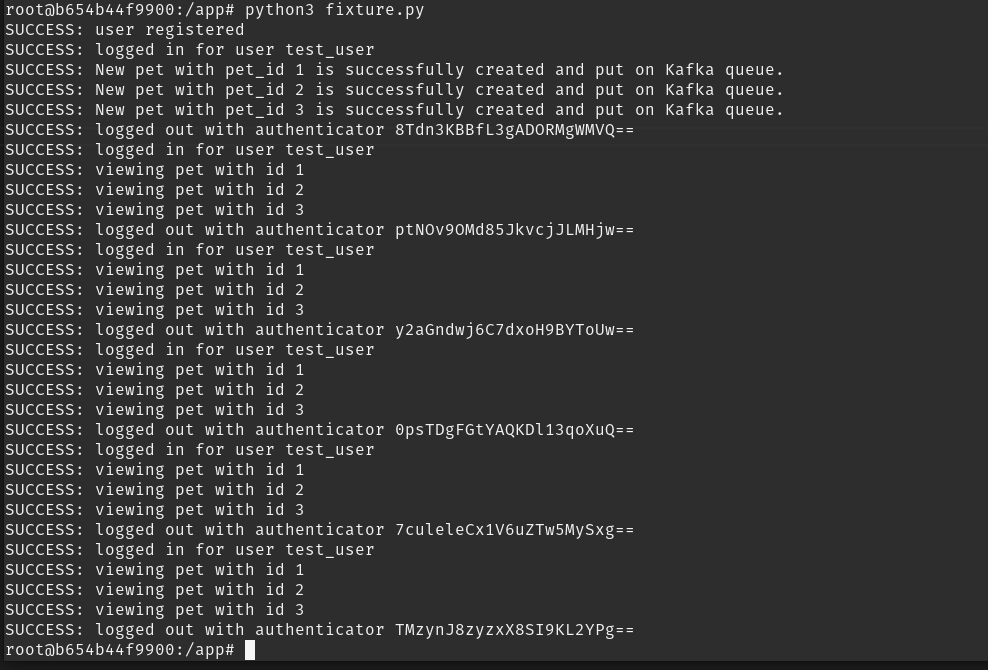 root@b654b44f9900:/app# python3 fixture.py
SUCCESS: user registered
SUCCESS: logged in for user test_user
SUCCESS: New pet with pet_id 1 is successfully created and put on Kafka queue.
SUCCESS: New pet with pet_id 2 is successfully created and put on Kafka queue.
SUCCESS: New pet with pet_id 3 is successfully created and put on Kafka queue.
SUCCESS: logged out with authenticator 8Tdn3KBBfL3gADORMgWMVQ==
SUCCESS: logged in for user test_user
SUCCESS: viewing pet with id 1
SUCCESS: viewing pet with id 2
SUCCESS: viewing pet with id 3
SUCCESS: logged out with authenticator ptNOv9OMd85JkvcjJLMHjw==
SUCCESS: logged in for user test_user
SUCCESS: viewing pet with id 1
SUCCESS: viewing pet with id 2
SUCCESS: viewing pet with id 3
SUCCESS: logged out with authenticator y2aGndwj6C7dxoH9BYToUw==
SUCCESS: logged in for user test_user
SUCCESS: viewing pet with id 1
SUCCESS: viewing pet with id 2
SUCCESS: viewing pet with id 3
SUCCESS: logged out with authenticator 0psTDgFGtYAQKDl13qoXuQ==
SUCCESS: logged in for user test_user
SUCCESS: viewing pet with id 1
SUCCESS: viewing pet with id 2
SUCCESS: viewing pet with id 3
SUCCESS: logged out with authenticator 7culeleCx1V6uZTw5MySxg==
SUCCESS: logged in for user test_user
SUCCESS: viewing pet with id 1
SUCCESS: viewing pet with id 2
SUCCESS: viewing pet with id 3
SUCCESS: logged out with authenticator TMzynJ8zyzxX8SI9KL2YPg==
root@b654b44f9900:/app#